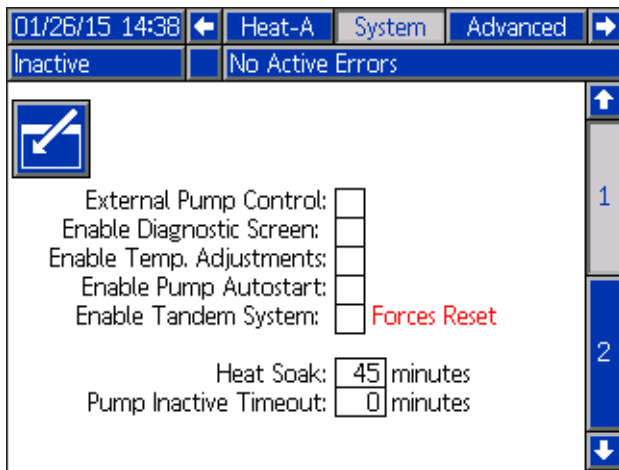 01/26/15 14:38 Heat-A System Advanced
Inactive No Active Errors
1
External Pump Control:
Enable Diagnostic Screen:
Enable Temp. Adjustments:
Enable Pump Autostart:
Enable Tandem System: Forces Reset
2
Heat Soak: 45 minutes
Pump Inactive Timeout: 0 minutes